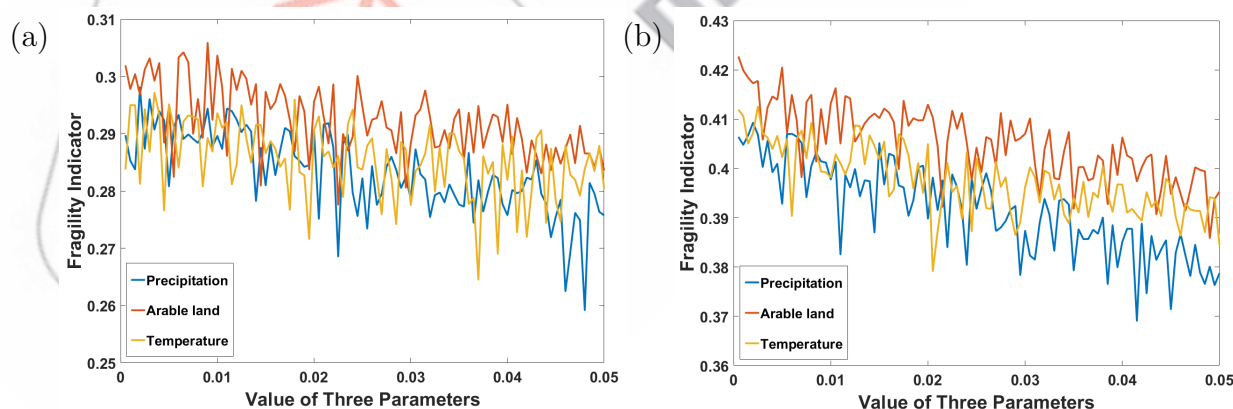 (a)
0.31
0.3
0.29
0.28
0.27
0.26
0.25
Fragility Indicator
Precipitation
Arable land
Temperature
0 0.01 0.02 0.03 0.04 0.05
Value of Three Parameters
(b)
0.43
0.42
0.41
0.4
0.39
0.38
0.37
0.36
Fragility Indicator
Precipitation
Arable land
Temperature
0 0.01 0.02 0.03 0.04 0.05
Value of Three Parameters